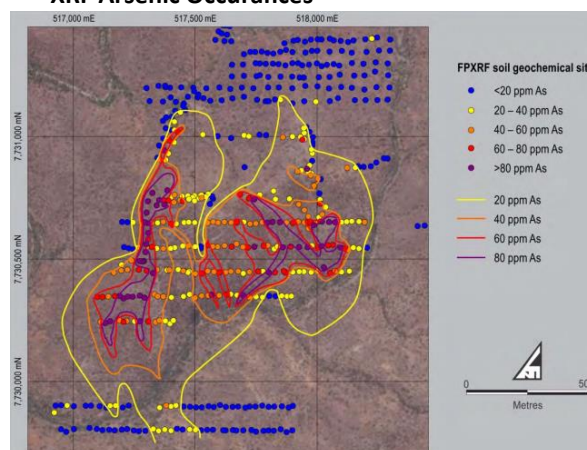 XRF Arsenic Occurances
517,000 mE
517,500 mE
518,000 mE
7,731,000 mN
7,730,500 mN
7,730,000 mN
FPXRF soil geochemical sit
<20 ppm As
20 – 40 ppm As
40 – 60 ppm As
60 – 80 ppm As
>80 ppm As
20 ppm As
40 ppm As
60 ppm As
80 ppm As
0
50
Metres